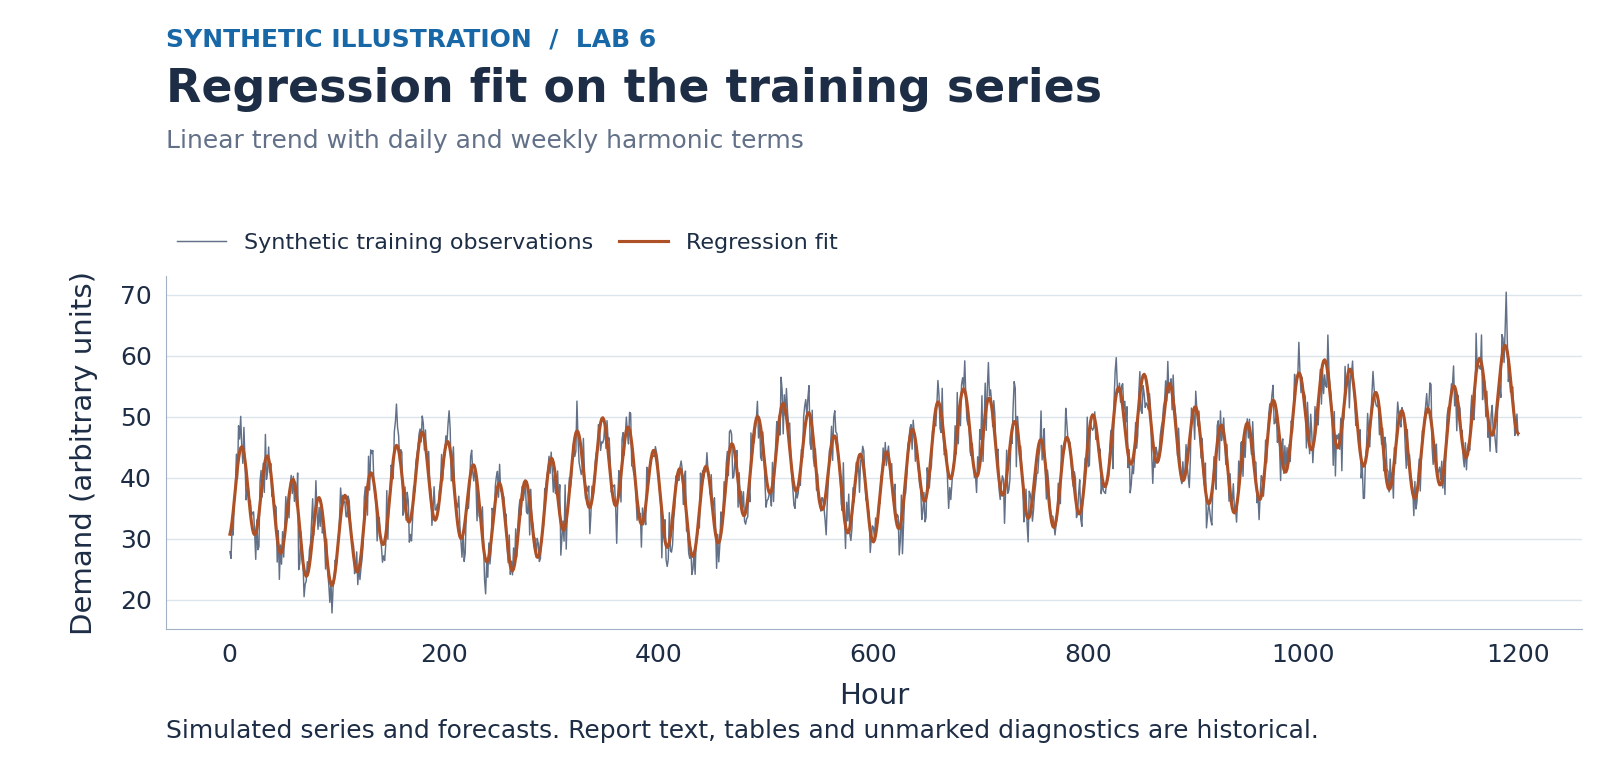 SYNTHETIC ILLUSTRATION / LAB 6
Regression fit on the training series
Linear trend with daily and weekly harmonic terms
Synthetic training observations
Regression fit
Demand (arbitrary units)
70
60
50
40
30
20
0 200 400 600 800 1000 1200
Hour
Simulated series and forecasts. Report text, tables and unmarked diagnostics are historical.